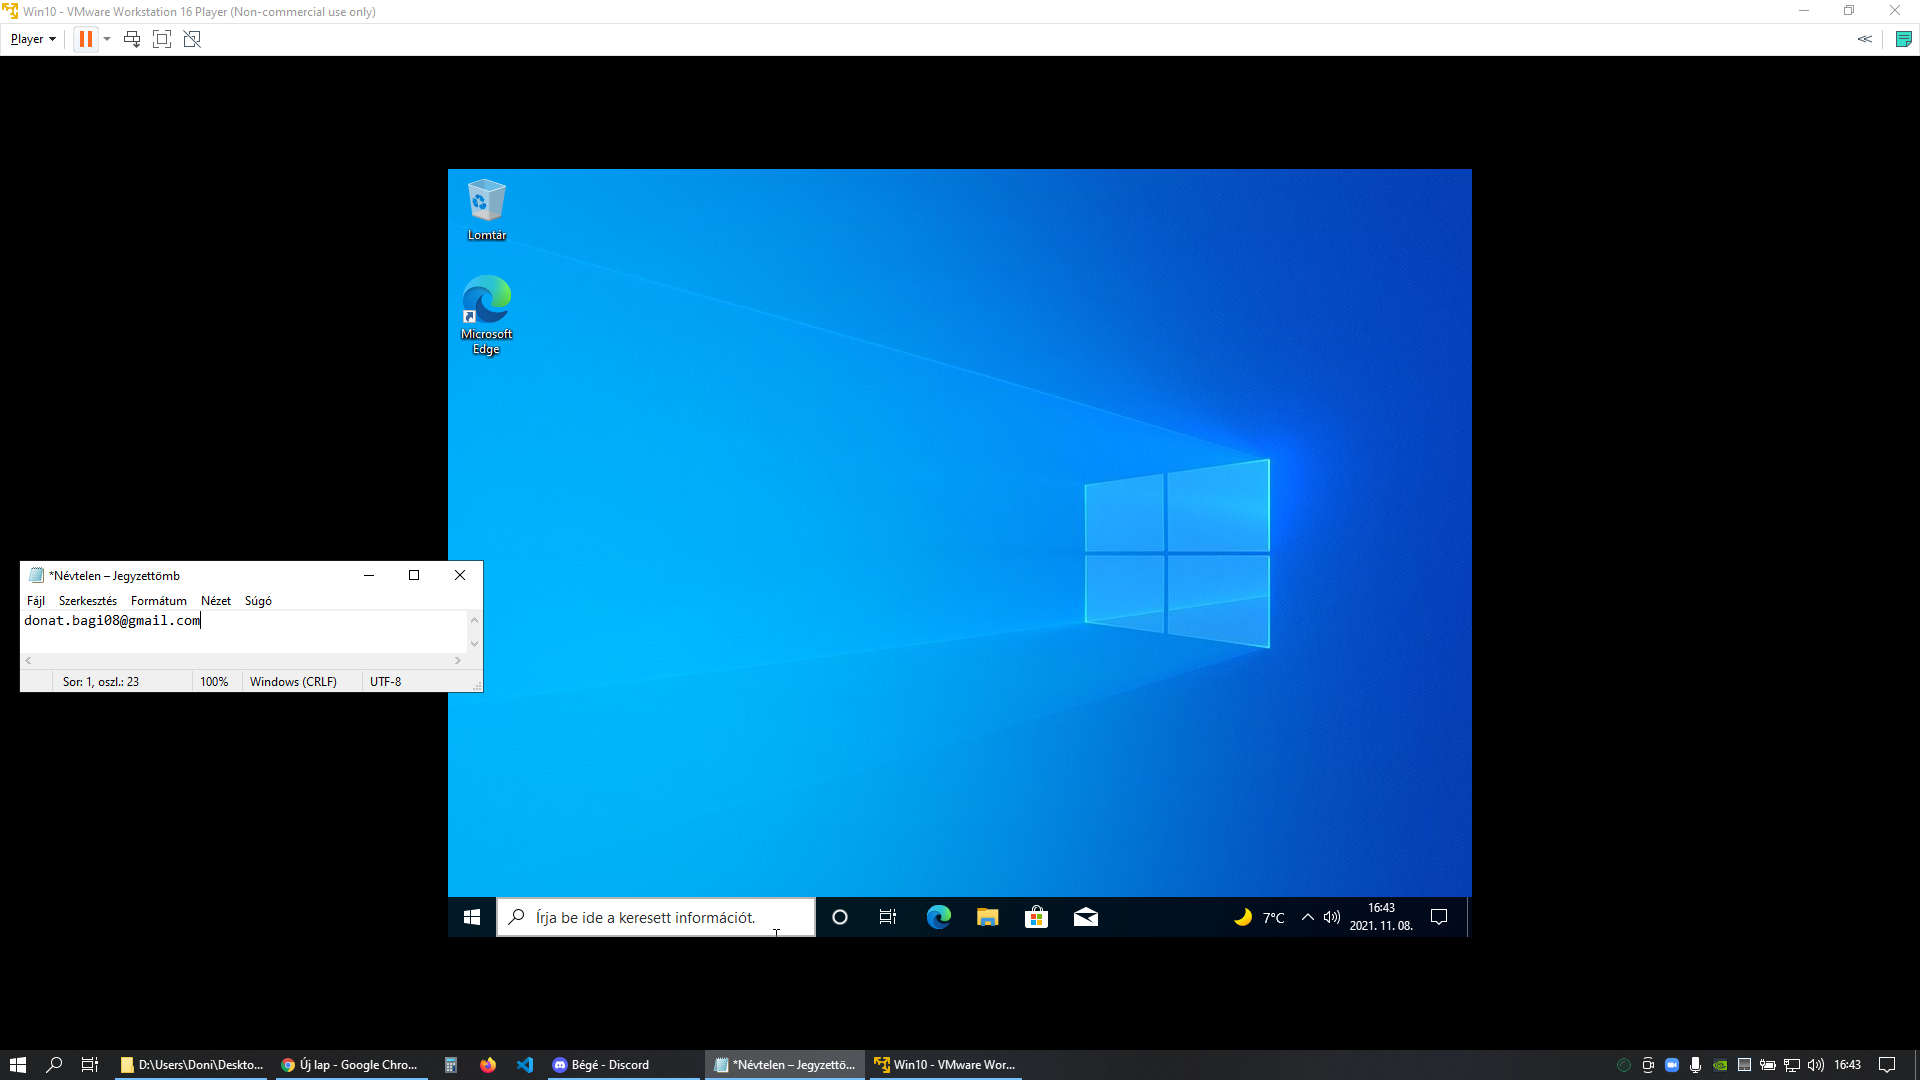 Win10 - VMware Workstation 16 Player (Non-commercial use only)
Player
Lomtár
Microsoft
Edge
*Névtelen – Jegyzettömb
Fájl Szerkesztés Formátum Nézet Súgó
donat.bagi08@gmail.com
Sor: 1, oszl.: 23 100% Windows (CRLF) UTF-8
Írja be ide a keresett információt.
7°C
16:43
2021. 11. 08.
D:\Users\Doni\Deskto...
Új lap - Google Chro...
Bégé - Discord
*Névtelen – Jegyzettö...
Win10 - VMware Wor...
16:43